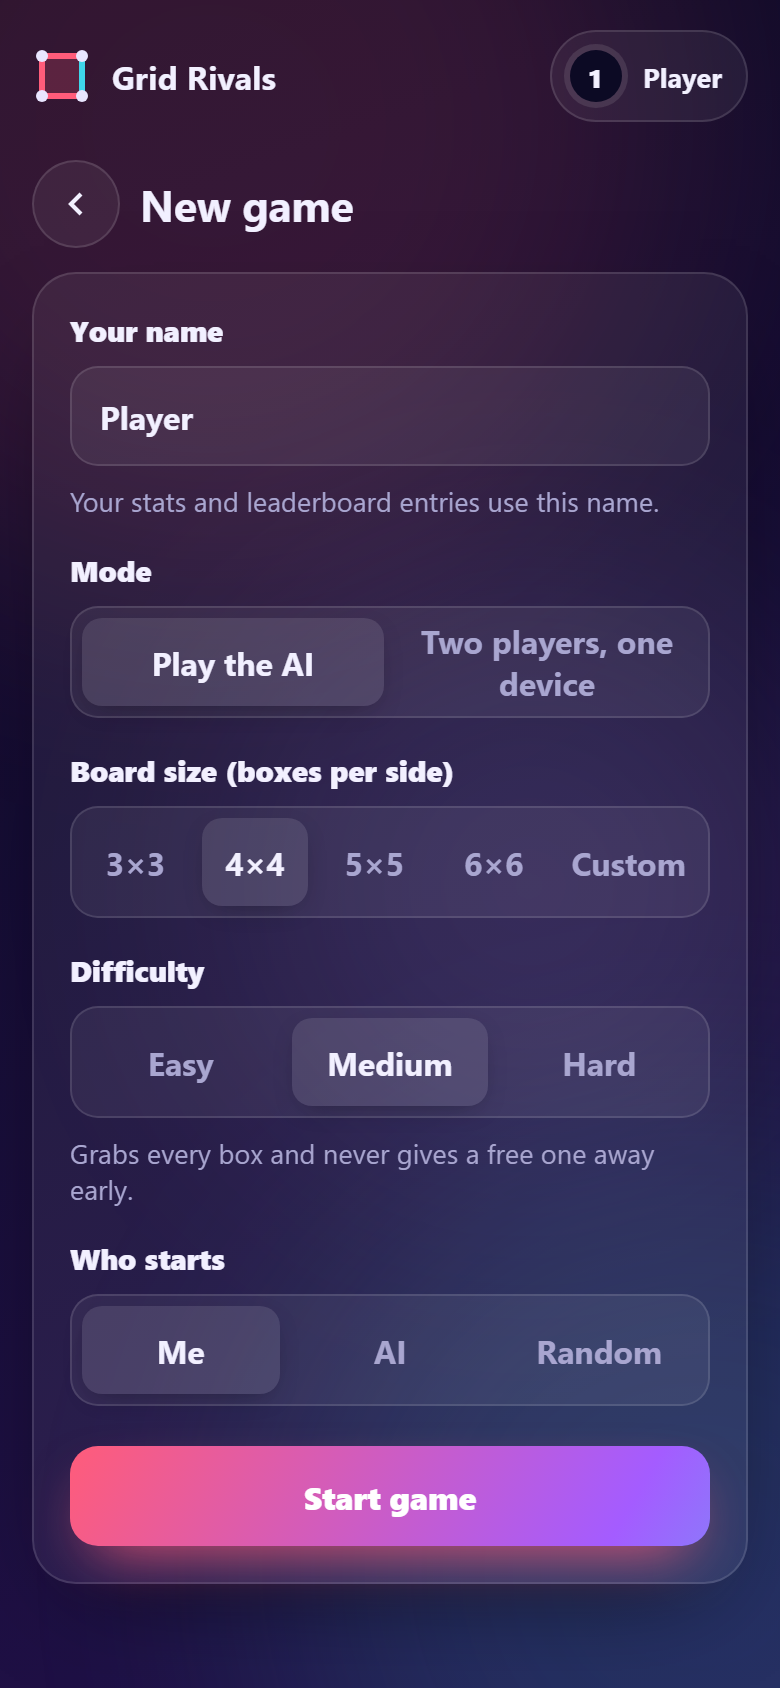 Grid Rivals
1 Player
New game
Your name
Player
Your stats and leaderboard entries use this name.
Mode
Play the AI
Two players, one
device
Board size (boxes per side)
3×3 4×4 5×5 6×6 Custom
Difficulty
Easy Medium Hard
Grabs every box and never gives a free one away
early.
Who starts
Me AI Random
Start game